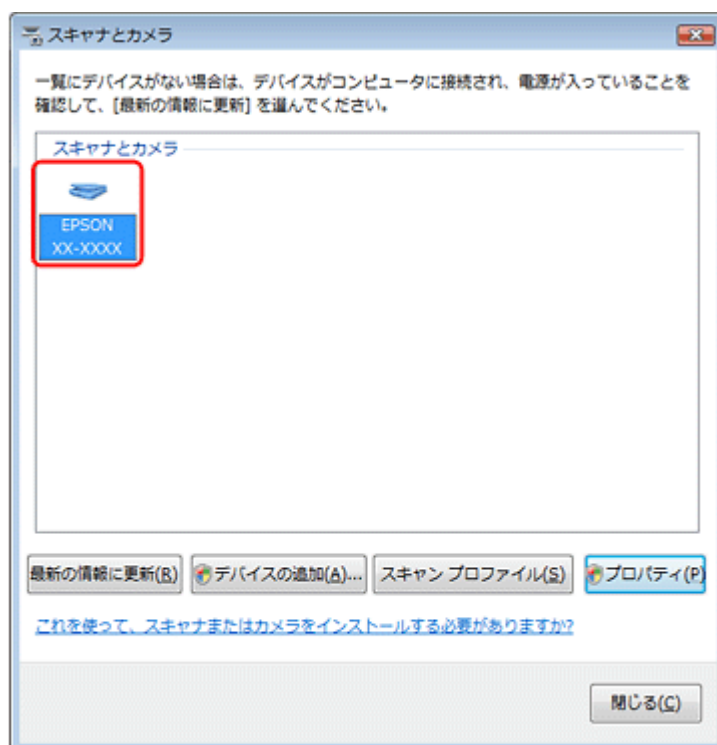 スキャナとカメラ
一覧にデバイスがない場合は、デバイスがコンピュータに接続され、電源が入っていることを
確認して、[最新の情報に更新] を選んでください。
スキャナとカメラ
EPSON
XX-XXXX
最新の情報に更新(R) デバイスの追加(A)... スキャン プロファイル(S) プロパティ(P
これを使って、スキャナまたはカメラをインストールする必要がありますか?
閉じる(C)